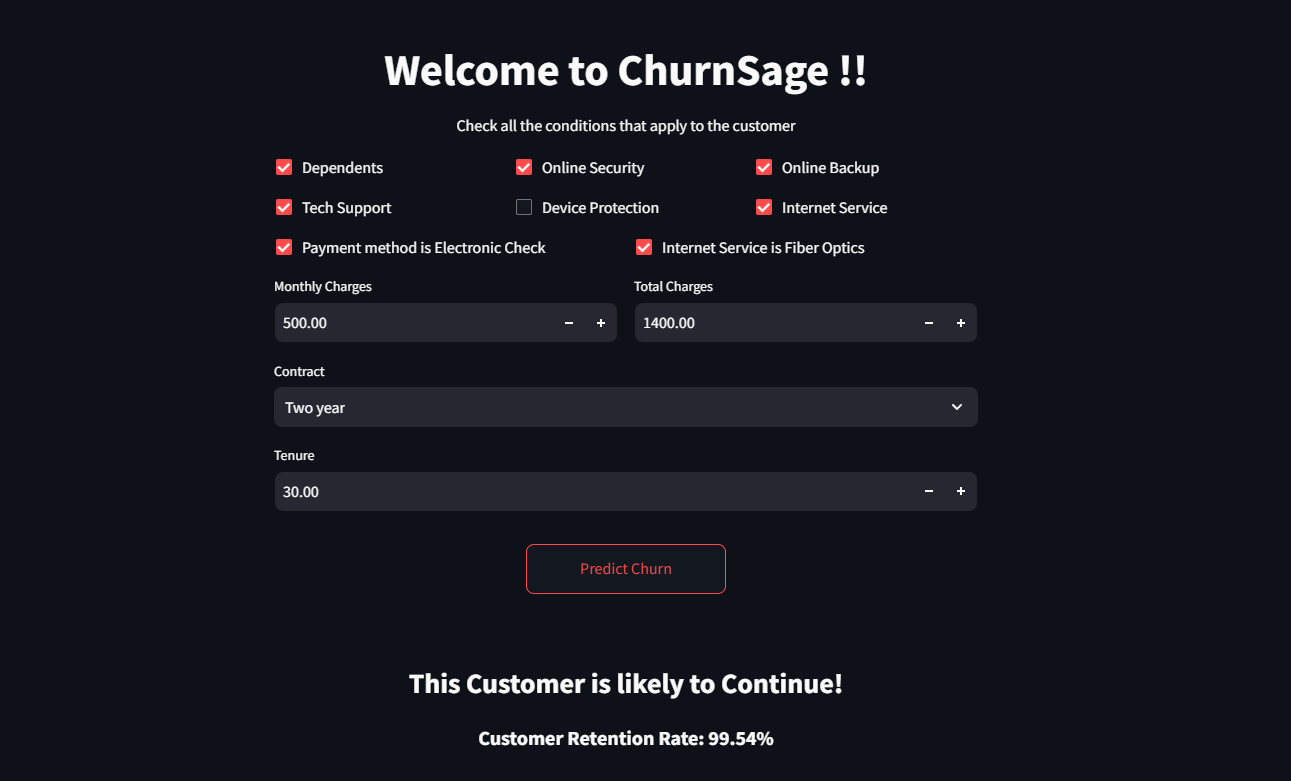 Welcome to ChurnSage !!
Check all the conditions that apply to the customer
Dependents Online Security Online Backup
Tech Support Device Protection Internet Service
Payment method is Electronic Check Internet Service is Fiber Optics
Monthly Charges Total Charges
500.00 − + 1400.00 − +
Contract
Two year
Tenure
30.00 − +
Predict Churn
This Customer is likely to Continue!
Customer Retention Rate: 99.54%